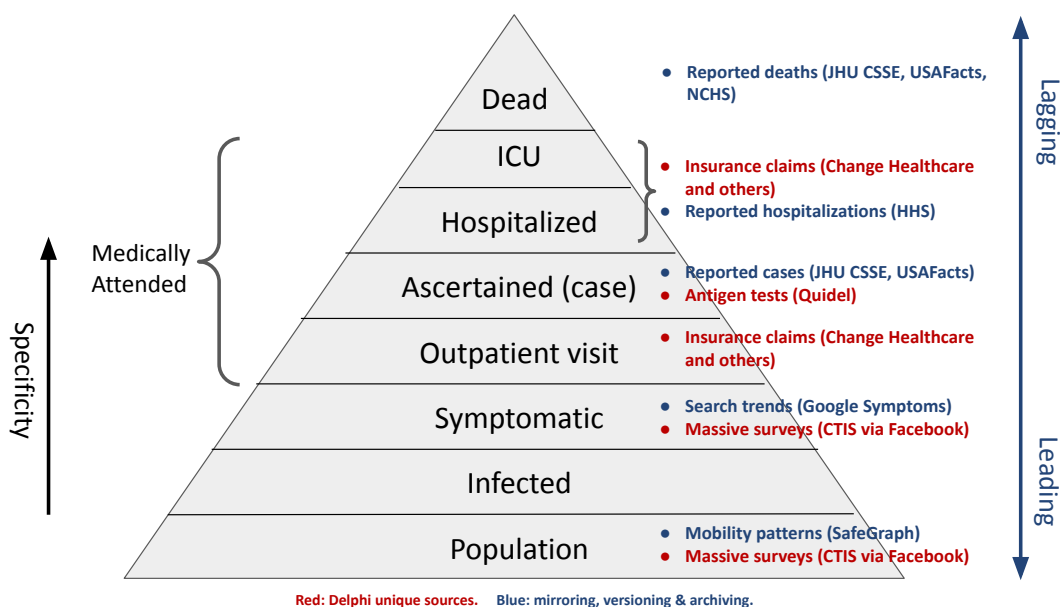 Dead
ICU
Hospitalized
Ascertained (case)
Outpatient visit
Symptomatic
Infected
Population
Medically
Attended
Specificity
● Reported deaths (JHU CSSE, USAFacts,
NCHS)
● Insurance claims (Change Healthcare
and others)
● Reported hospitalizations (HHS)
● Reported cases (JHU CSSE, USAFacts)
● Antigen tests (Quidel)
● Insurance claims (Change Healthcare
and others)
● Search trends (Google Symptoms)
● Massive surveys (CTIS via Facebook)
● Mobility patterns (SafeGraph)
● Massive surveys (CTIS via Facebook)
Lagging
Leading
Red: Delphi unique sources. Blue: mirroring, versioning & archiving.